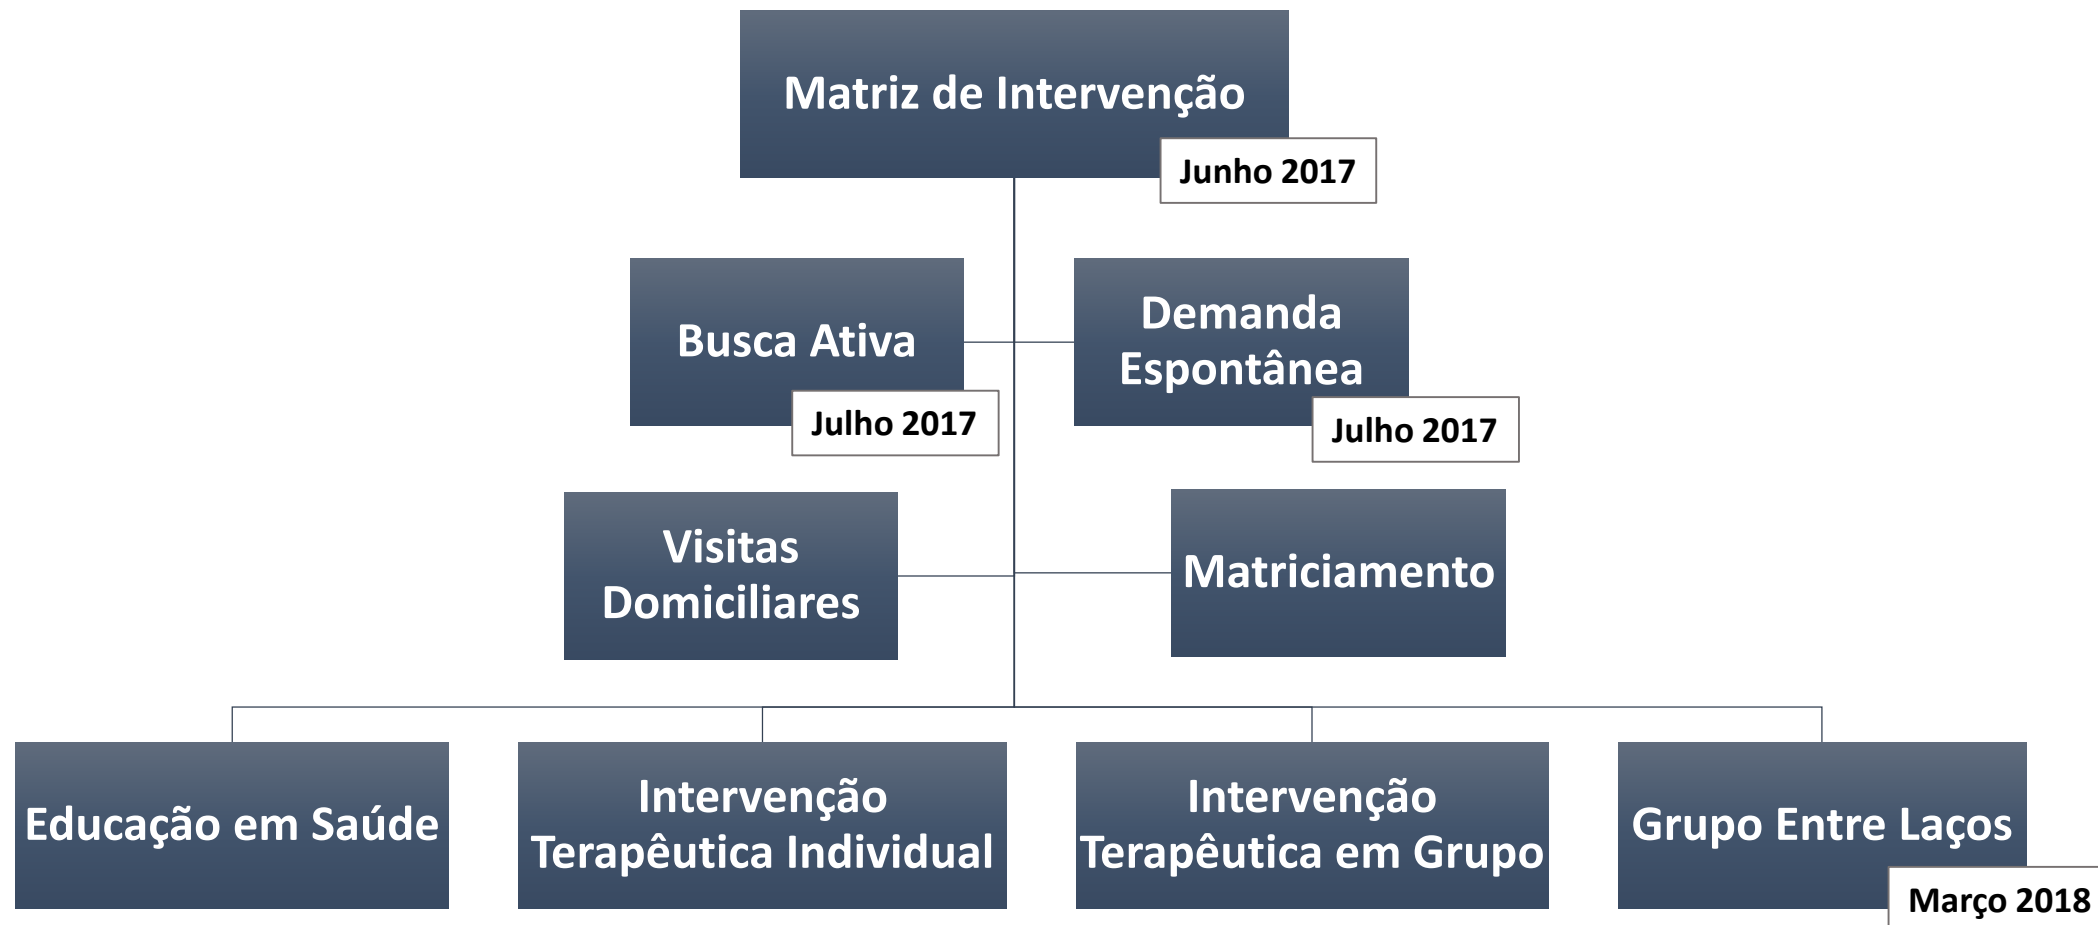 Matriz de Intervenção
Junho 2017
Busca Ativa
Julho 2017
Demanda
Espontânea
Julho 2017
Visitas
Domiciliares
Matriciamento
Educação em Saúde
Intervenção
Terapêutica Individual
Intervenção
Terapêutica em Grupo
Grupo Entre Laços
Março 2018